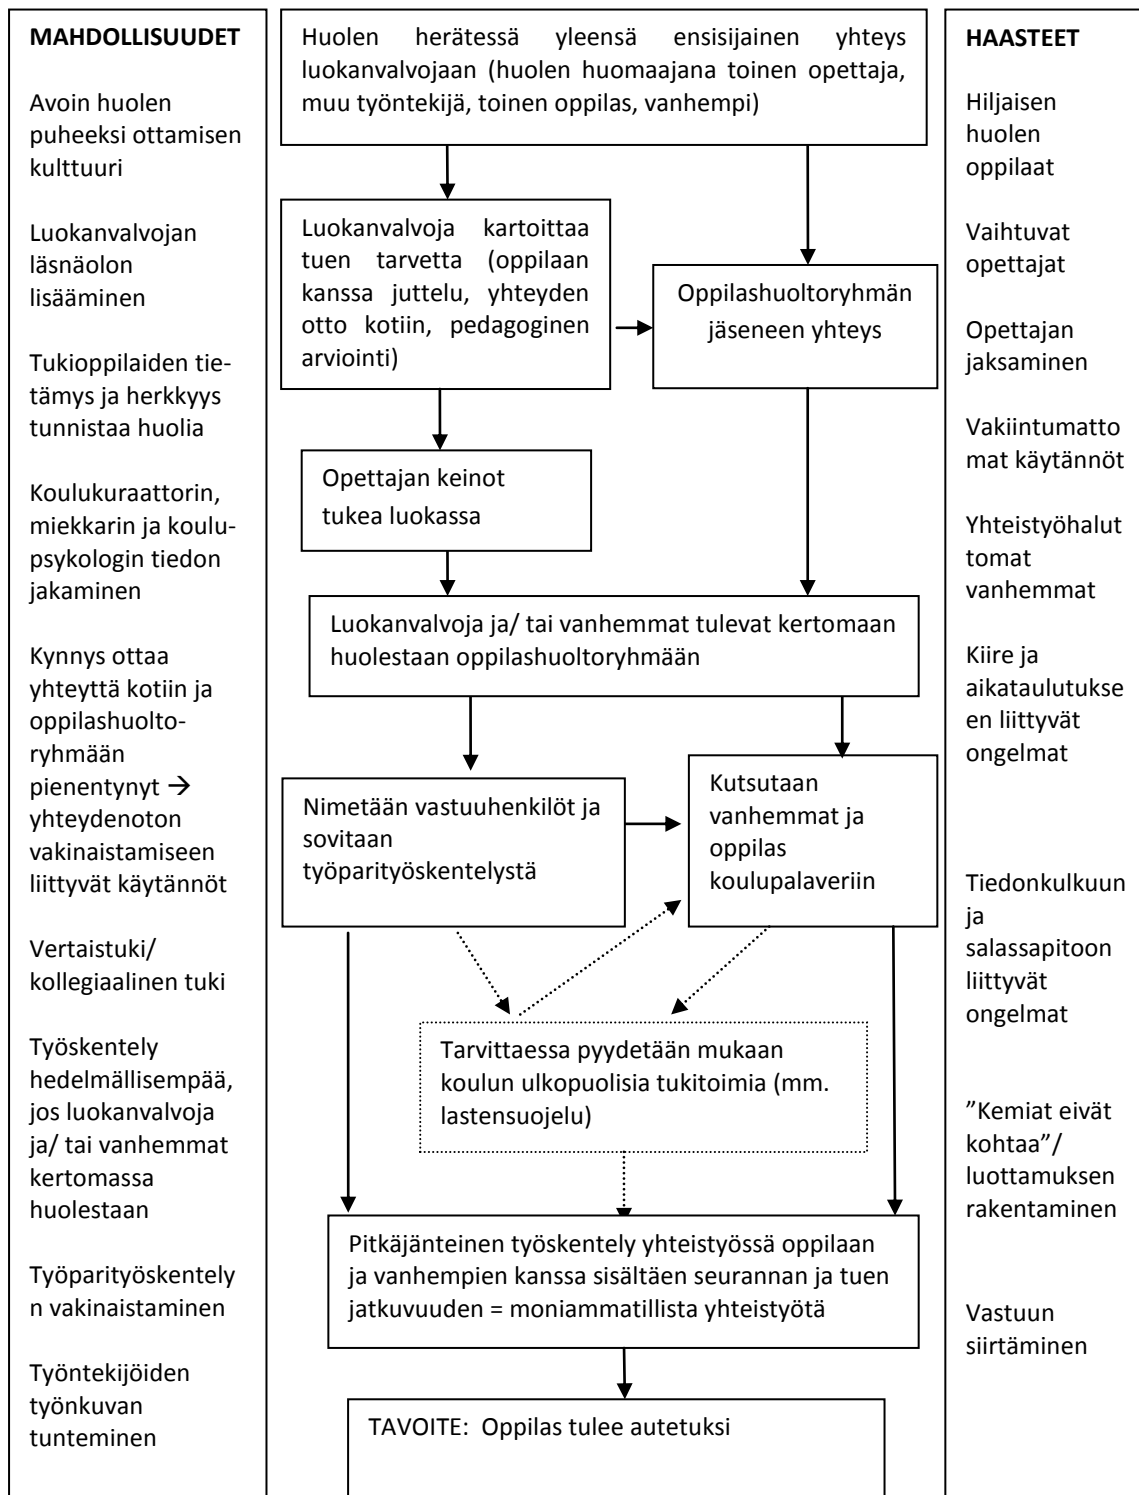 MAHDOLLISUUDET
Avoin huolen
puheeksi ottamisen
kulttuuri
Luokanvalvojan
läsnäolon
lisääminen
Tukioppilaiden tie-
tämys ja herkkyys
tunnistaa huolia
Koulukuraattorin,
miekkarin ja koulu-
psykologin tiedon
jakaminen
Kynnys ottaa
yhteyttä kotiin ja
oppilashuolto-
ryhmään
pienentynyt →
yhteydenoton
vakinaistamiseen
liittyvät käytännöt
Vertaistuki/
kollegiaalinen tuki
Työskentely
hedelmällisempää,
jos luokanvalvoja
ja/ tai vanhemmat
kertomassa
huolestaan
Työparityöskentely
n vakinaistaminen
Työntekijöiden
työnkuvan
tunteminen
Huolen herätessä yleensä ensisijainen yhteys
luokanvalvojaan (huolen huomaajana toinen opettaja,
muu työntekijä, toinen oppilas, vanhempi)
Luokanvalvoja kartoittaa
tuen tarvetta (oppilaan
kanssa juttelu, yhteyden
otto kotiin, pedagoginen
arviointi)
Oppilashuoltoryhmän
jäseneen yhteys
Opettajan keinot
tukea luokassa
Luokanvalvoja ja/ tai vanhemmat tulevat kertomaan
huolestaan oppilashuoltoryhmään
Nimetään vastuuhenkilöt ja
sovitaan
työparityöskentelystä
Kutsutaan
vanhemmat ja
oppilas
koulupalaveriin
Tarvittaessa pyydetään mukaan
koulun ulkopuolisia tukitoimia (mm.
lastensuojelu)
Pitkäjänteinen työskentely yhteistyössä oppilaan
ja vanhempien kanssa sisältäen seurannan ja tuen
jatkuvuuden = moniammatillista yhteistyötä
TAVOITE: Oppilas tulee autetuksi
HAASTEET
Hiljaisen
huolen
oppilaat
Vaihtuvat
opettajat
Opettajan
jaksaminen
Vakiintumatto
mat käytännöt
Yhteistyöhalut
tomat
vanhemmat
Kiire ja
aikataulutukse
en liittyvät
ongelmat
Tiedonkulkuun
ja
salassapitoon
liittyvät
ongelmat
”Kemiat eivät
kohtaa”/
luottamuksen
rakentaminen
Vastuun
siirtäminen